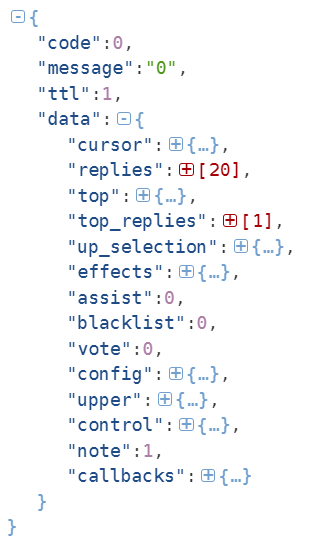 {
"code":0,
"message":"0",
"ttl":1,
"data":{
"cursor":{…},
"replies":[20],
"top":{…},
"top_replies":[1],
"up_selection":{…},
"effects":{…},
"assist":0,
"blacklist":0,
"vote":0,
"config":{…},
"upper":{…},
"control":{…},
"note":1,
"callbacks":{…}
}
}